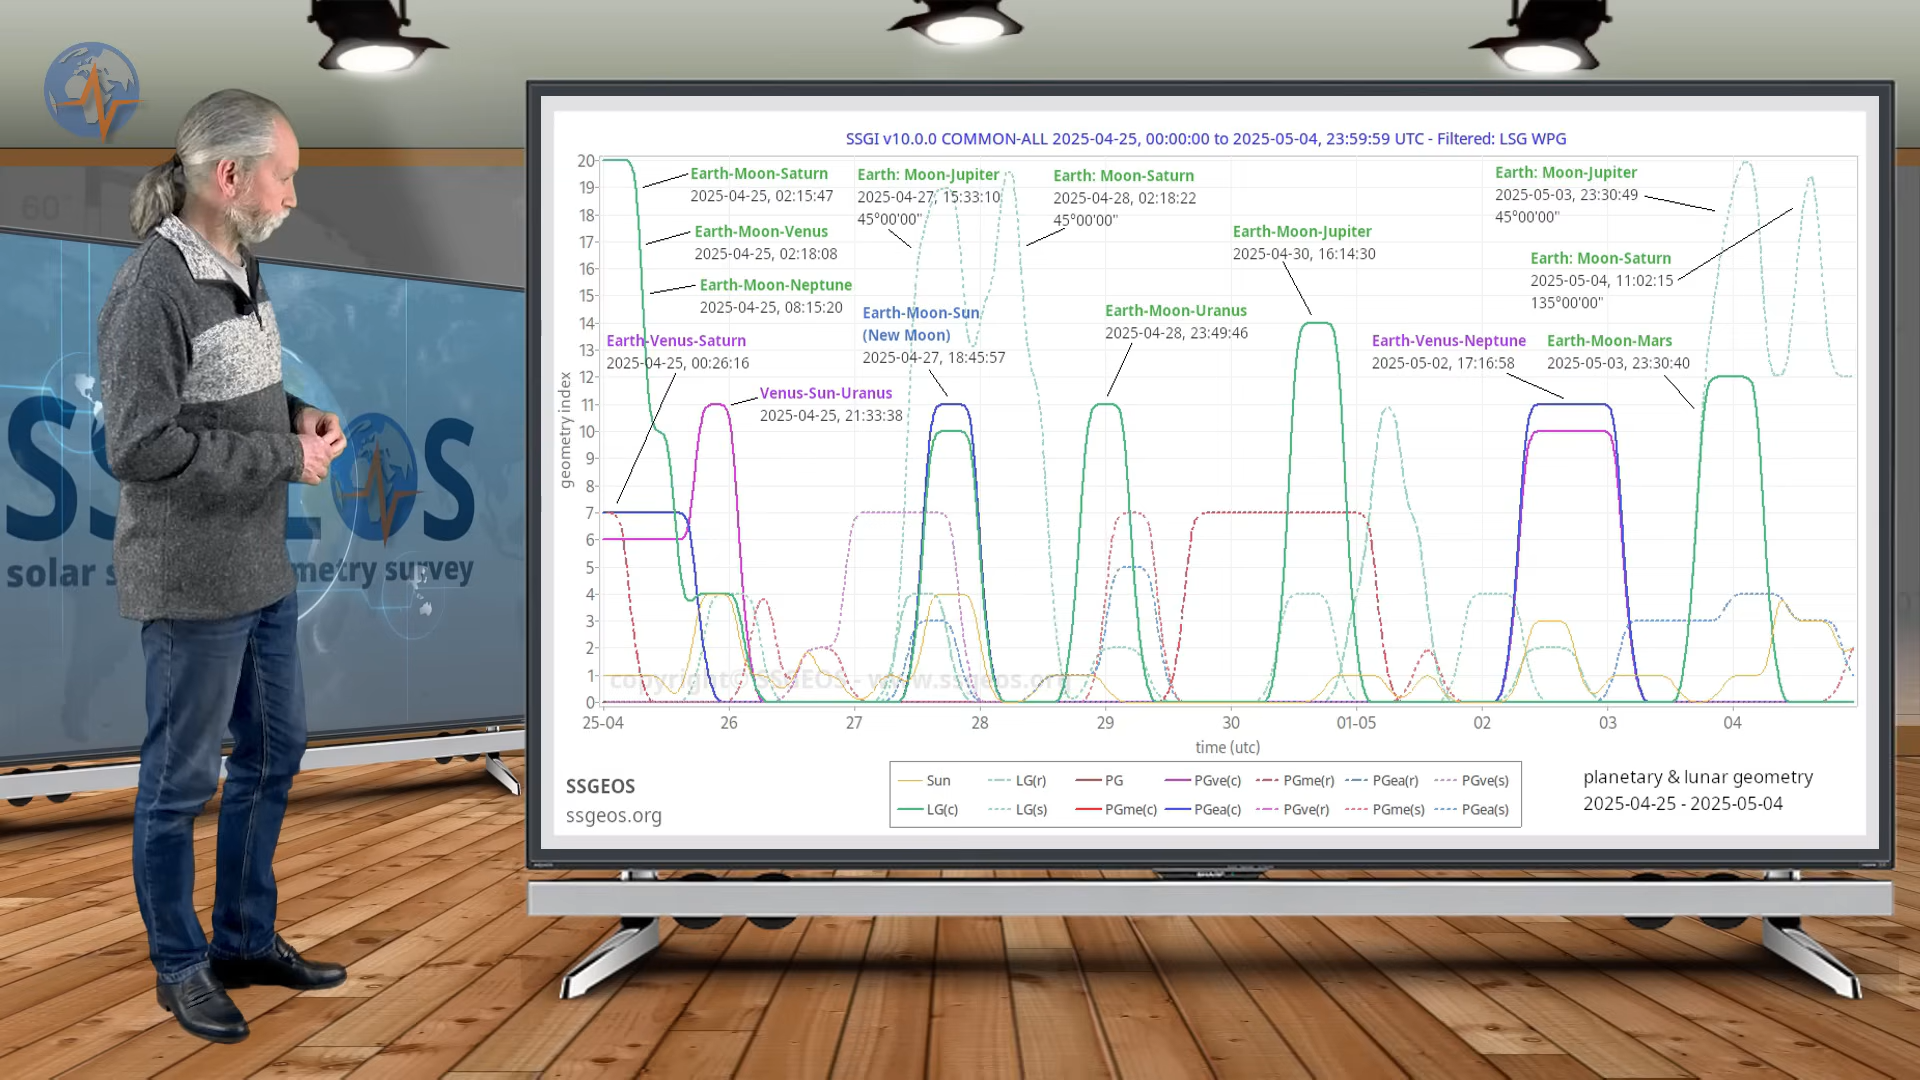 SSGI v10.0.0 COMMON-ALL 2025-04-25, 00:00:00 to 2025-05-04, 23:59:59 UTC - Filtered: LSG WPG
Earth-Moon-Saturn
2025-04-25, 02:15:47
Earth-Moon-Venus
2025-04-25, 02:18:08
Earth-Moon-Neptune
2025-04-25, 08:15:20
Earth-Venus-Saturn
2025-04-25, 00:26:16
Venus-Sun-Uranus
2025-04-25, 21:33:38
Earth: Moon-Jupiter
2025-04-27, 15:33:10
45°00'00"
Earth-Moon-Sun
(New Moon)
2025-04-27, 18:45:57
Earth: Moon-Saturn
2025-04-28, 02:18:22
45°00'00"
Earth-Moon-Uranus
2025-04-28, 23:49:46
Earth-Moon-Jupiter
2025-04-30, 16:14:30
Earth-Venus-Neptune
2025-05-02, 17:16:58
Earth: Moon-Jupiter
2025-05-03, 23:30:49
45°00'00"
Earth: Moon-Saturn
2025-05-04, 11:02:15
135°00'00"
Earth-Moon-Mars
2025-05-03, 23:30:40
20
19
18
17
16
15
14
13
12
11
10
9
8
7
6
5
4
3
2
1
0
geometry index
copyright © SSGEOS - www.ssgeos.org
25-04 26 27 28 29 30 01-05 02 03 04
time (utc)
SSGEOS
ssgeos.org
Sun LG(r) PG PGve(c) PGme(r) PGea(r) PGve(s)
LG(c) LG(s) PGme(c) PGea(c) PGve(r) PGme(s) PGea(s)
planetary & lunar geometry
2025-04-25 - 2025-05-04
60°
solar s
metry survey
SHARP